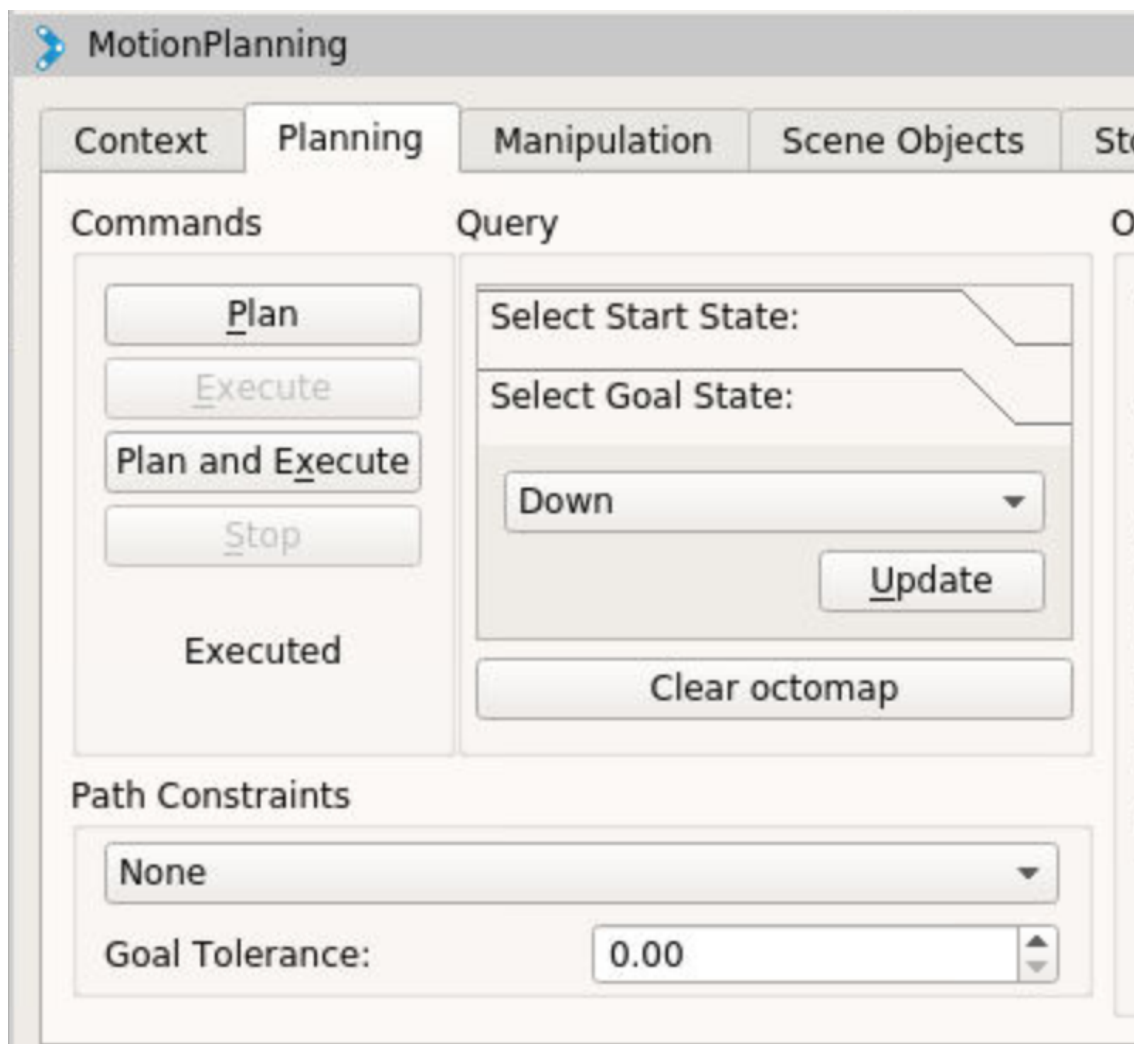 MotionPlanning
Context Planning Manipulation Scene Objects
Commands Query
Plan
Select Start State:
Execute
Select Goal State:
Plan and Execute
Down
Stop
Update
Executed
Clear octomap
Path Constraints
None
Goal Tolerance: 0.00